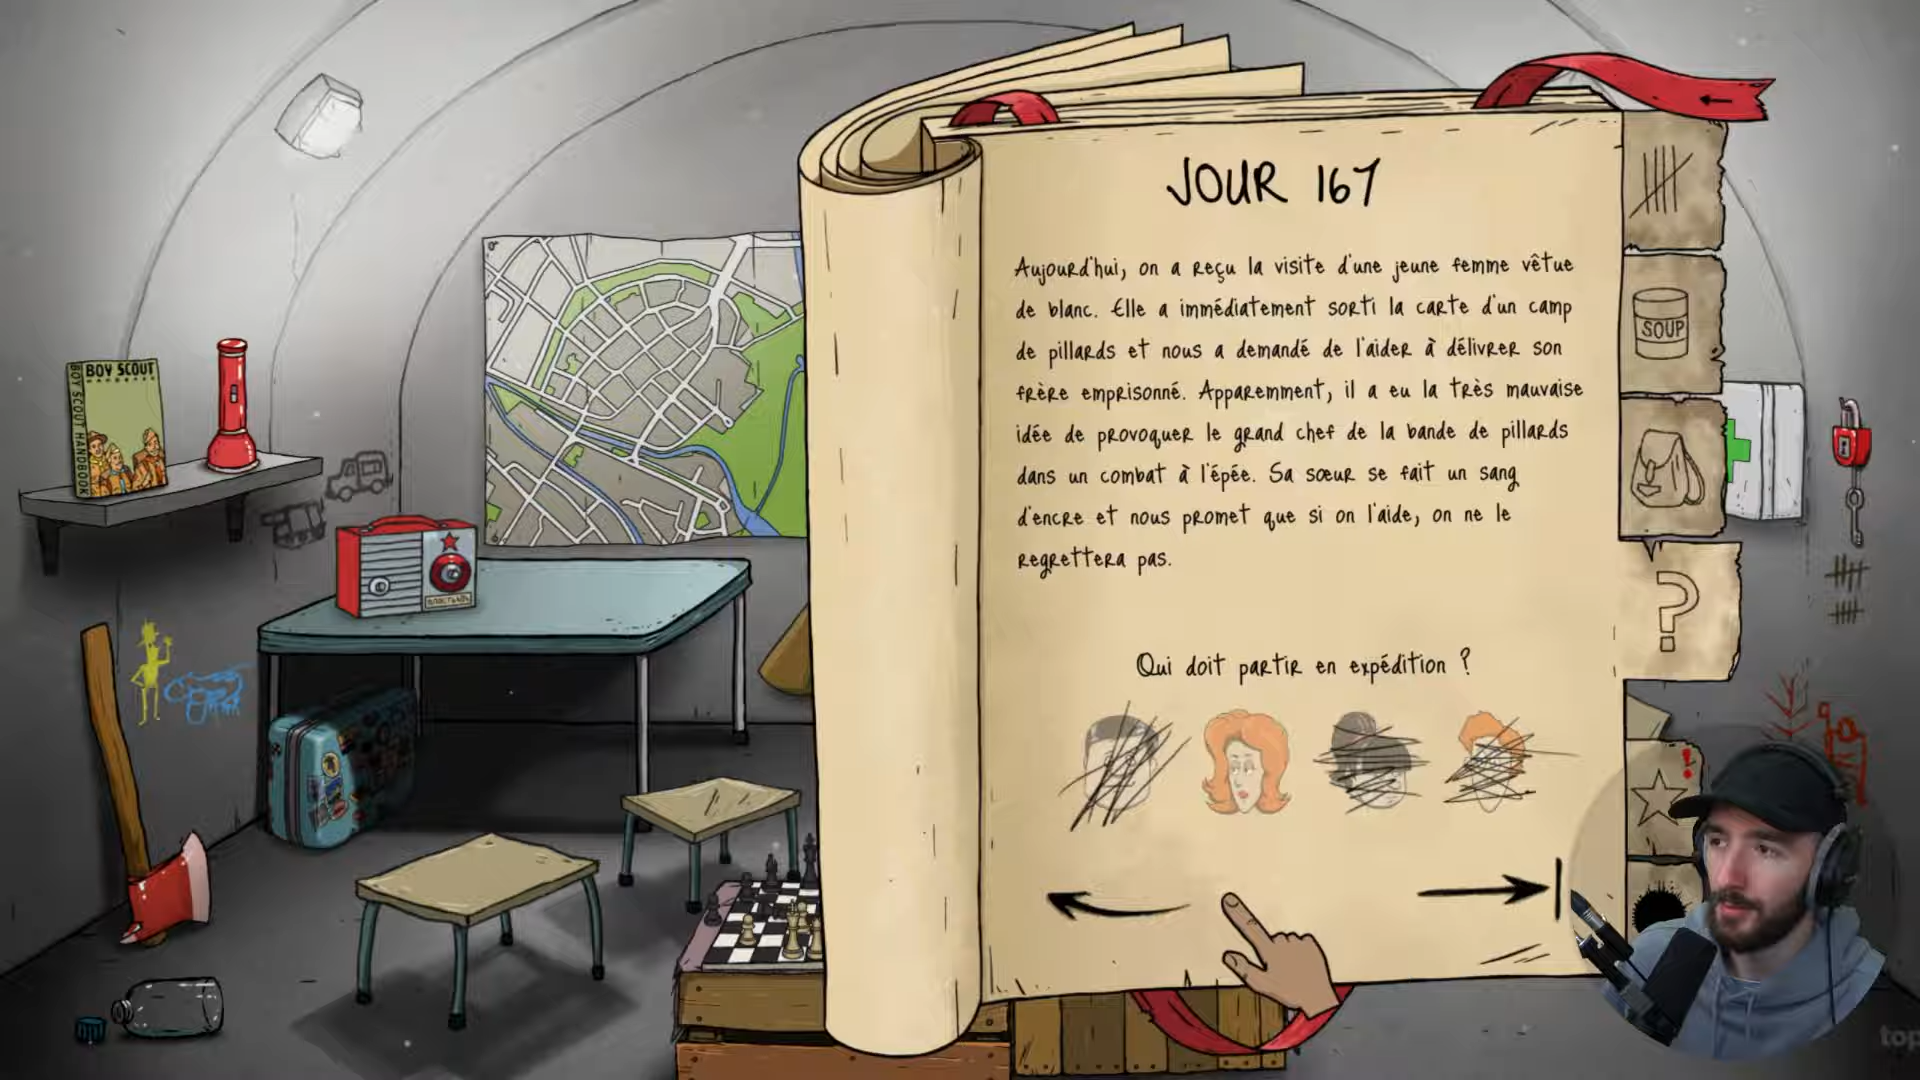 JOUR 167
Aujourd'hui, on a reçu la visite d'une jeune femme vêtue
de blanc. Elle a immédiatement sorti la carte d'un camp
de pillards et nous a demandé de l'aider à délivrer son
frère emprisonné. Apparemment, il a eu la très mauvaise
idée de provoquer le grand chef de la bande de pillards
dans un combat à l'épée. Sa sœur se fait un sang
d'encre et nous promet que si on l'aide, on ne le
regrettera pas.
Qui doit partir en expédition ?
SOUP
?
!
BOY SCOUT
HANDBOOK
BOY SCOUT HANDBOOK
top